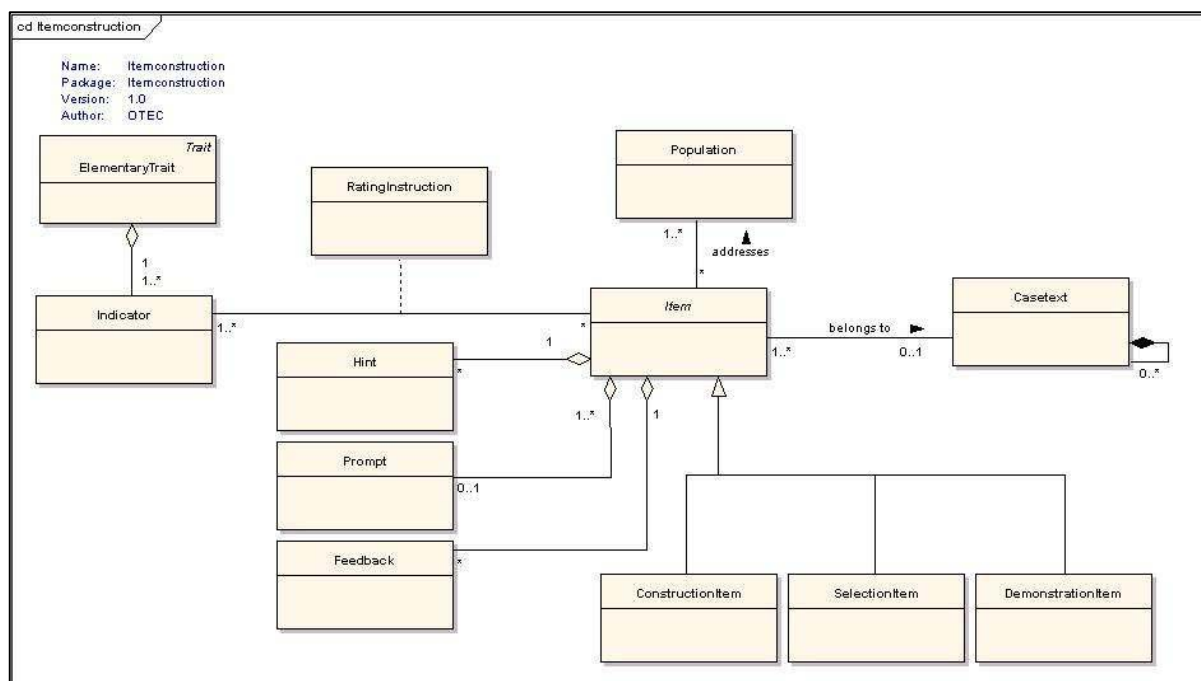 cd Itemconstruction
Name: Itemconstruction
Package: Itemconstruction
Version: 1.0
Author: OTEC
Trait
ElementaryTrait
Population
RatingInstruction
1..*
addresses
*
1
1..*
Indicator
1..*
*
Item
Casetext
belongs to
1..*
0..1
0..*
1
*
Hint
1..*
1
Prompt
0..1
Feedback
*
ConstructionItem
SelectionItem
DemonstrationItem